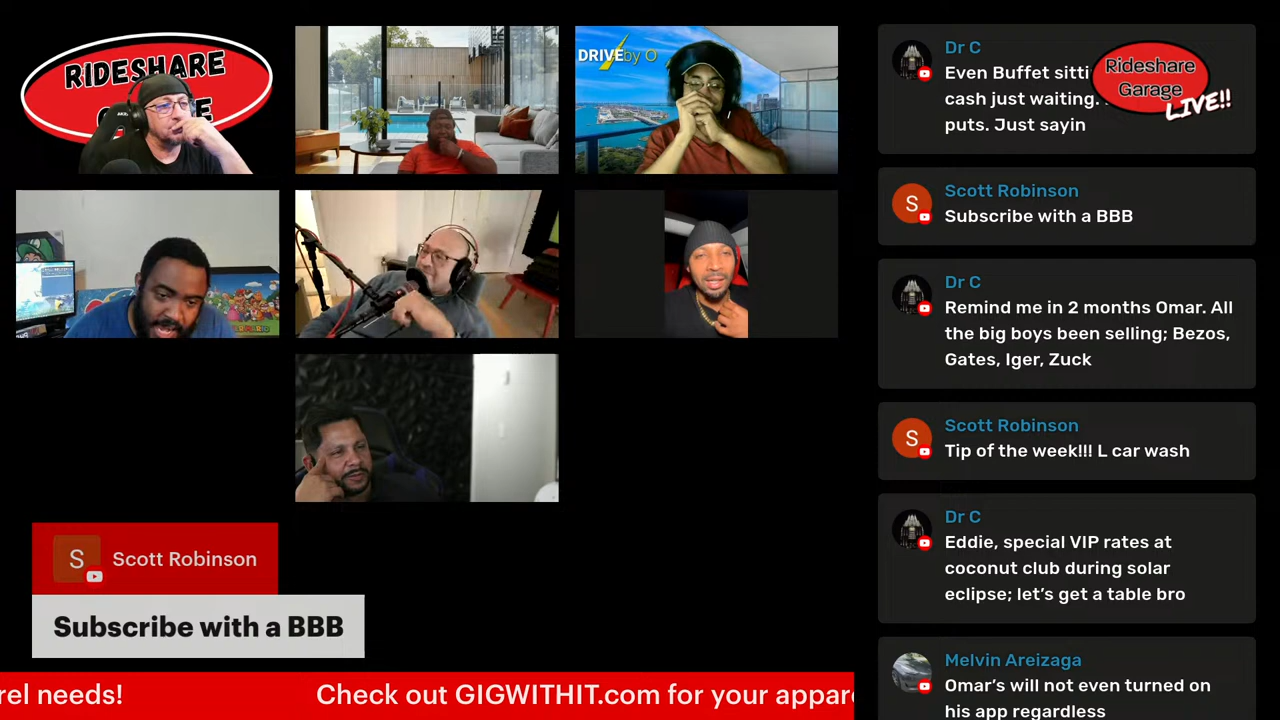 RIDESHARE
DRIVE by O
Dr C
Even Buffet sitti
cash just waiting.
puts. Just sayin
Rideshare
Garage
LIVE!!
Scott Robinson
Subscribe with a BBB
Dr C
Remind me in 2 months Omar. All
the big boys been selling; Bezos,
Gates, Iger, Zuck
Scott Robinson
Tip of the week!!! L car wash
Dr C
Eddie, special VIP rates at
coconut club during solar
eclipse; let's get a table bro
Melvin Areizaga
Omar's will not even turned on
his app regardless
S Scott Robinson
Subscribe with a BBB
rel needs!
Check out GIGWITHIT.com for your appare